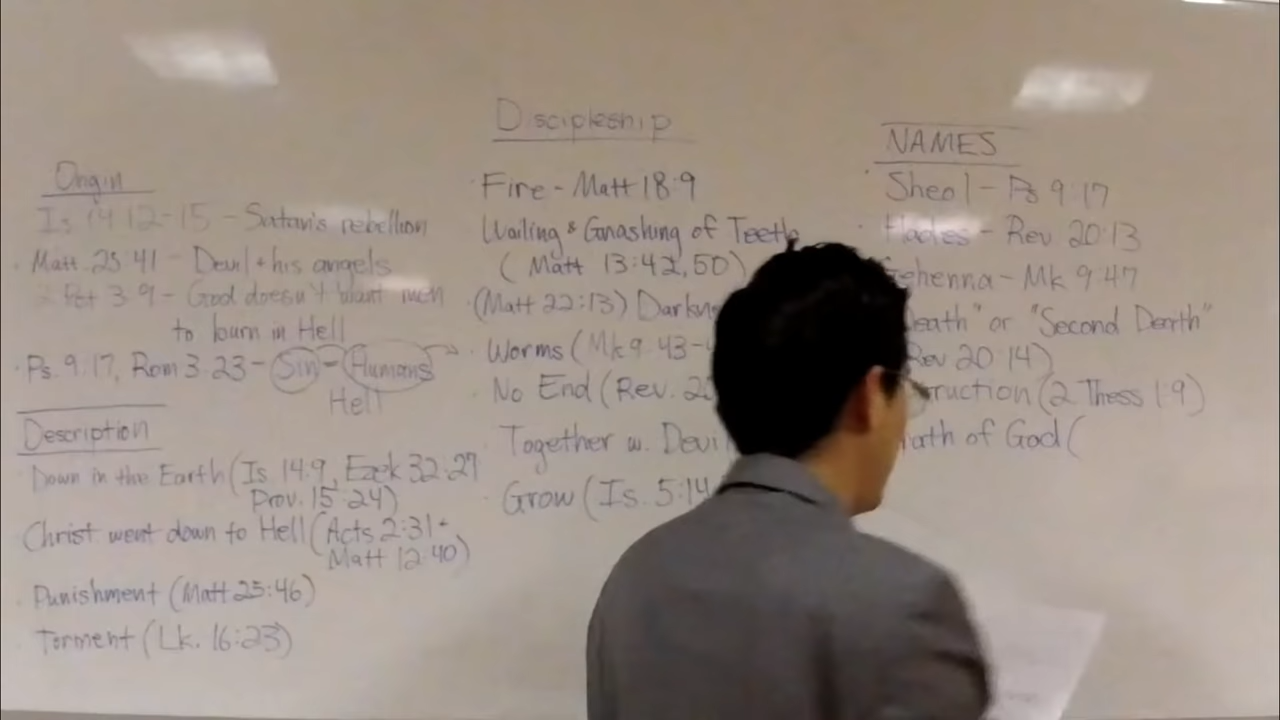 Discipleship
Origin
Is 14:12-15 - Satan's rebellion
Matt 25:41 - Devil + his angels
2 Pet 3:9 - God doesn't want men
to burn in Hell
Ps. 9:17, Rom 3:23 - Sin - Humans
Hell
Description
Down in the Earth (Is 14:9, Ezek 32:27
Prov. 15:24)
Christ went down to Hell (Acts 2:31 +
Matt 12:40)
Punishment (Matt 25:46)
Torment (Lk. 16:23)
Fire - Matt 18:9
Wailing & Gnashing of Teeth
(Matt 13:42,50)
(Matt 22:13) Darkn
Worms (Mk 9:43-
No End (Rev. 20
Together w. Devi
Grow (Is. 5:14
NAMES
Sheol - Ps 9:17
Hades - Rev 20:13
Gehenna - Mk 9:47
Death" or "Second Death"
Rev 20:14)
ruction (2 Thess 1:9)
ath of God (